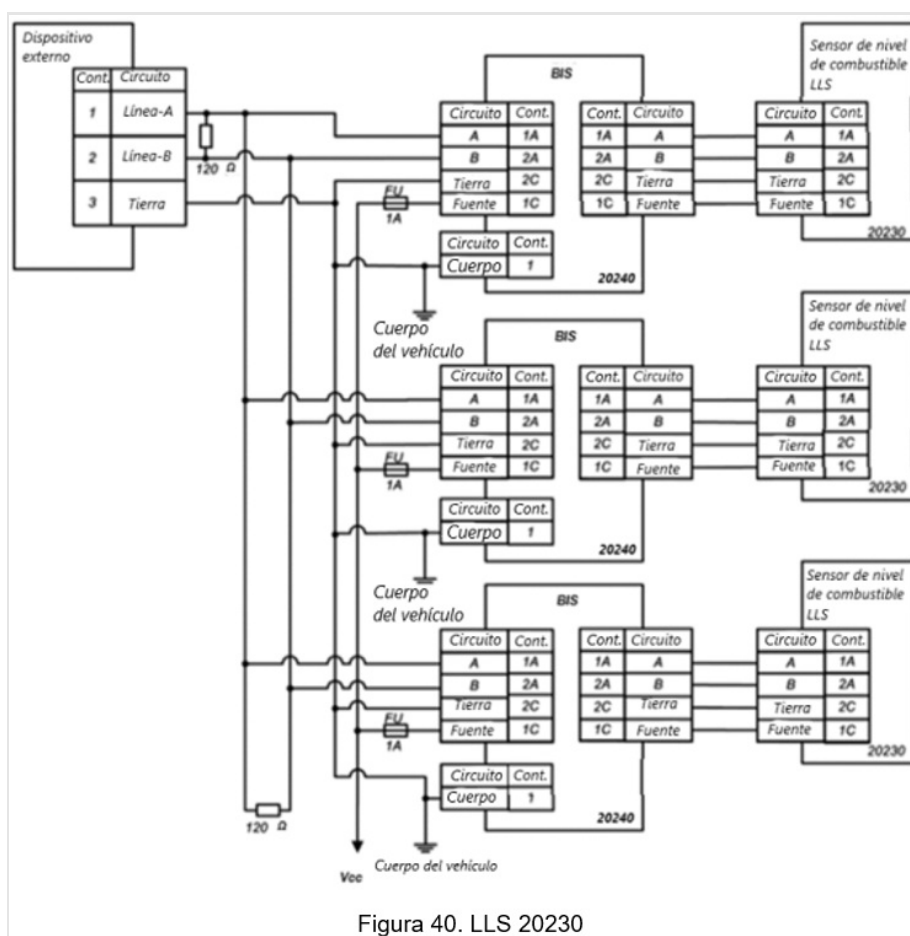 Dispositivo
externo
Cont. Circuito
1 Línea-A
2 Línea-B
3 Tierra
120 Ω
FU
1A
BIS
Circuito Cont.
A 1A
B 2A
Tierra 2C
Fuente 1C
Circuito Cont.
Cuerpo 1
Cont. Circuito
1A A
2A B
2C Tierra
1C Fuente
20240
Sensor de nivel
de combustible
LLS
Circuito Cont.
A 1A
B 2A
Tierra 2C
Fuente 1C
20230
Cuerpo
del vehículo
FU
1A
BIS
Circuito Cont.
A 1A
B 2A
Tierra 2C
Fuente 1C
Circuito Cont.
Cuerpo 1
Cont. Circuito
1A A
2A B
2C Tierra
1C Fuente
20240
Sensor de nivel
de combustible
LLS
Circuito Cont.
A 1A
B 2A
Tierra 2C
Fuente 1C
20230
Cuerpo
del vehículo
FU
1A
BIS
Circuito Cont.
A 1A
B 2A
Tierra 2C
Fuente 1C
Circuito Cont.
Cuerpo 1
Cont. Circuito
1A A
2A B
2C Tierra
1C Fuente
20240
Sensor de nivel
de combustible
LLS
Circuito Cont.
A 1A
B 2A
Tierra 2C
Fuente 1C
20230
120 Ω
Vcc
Cuerpo del vehículo
Figura 40. LLS 20230